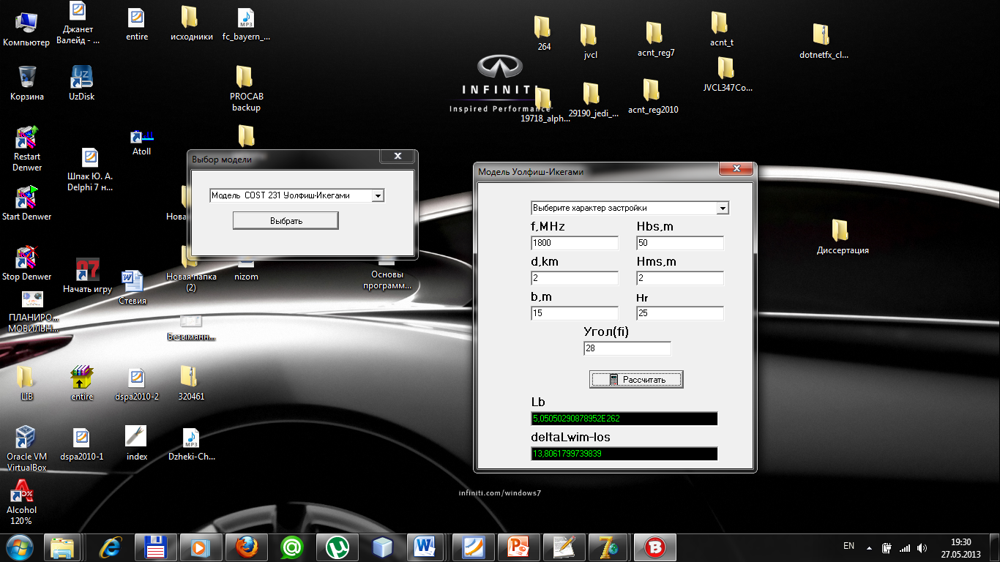 Компьютер
Джанет
Валейд - ...
entire
исходники
fc_bayern_...
264
jvcl
acnt_reg7
acnt_t
dotnetfx_cl...
Корзина
UzDisk
PROCAB
backup
INFINITI
Inspired Performance
19718_alph...
29190_jedi_...
acnt_reg2010
JVCL347Co...
Restart
Denwer
Шпак Ю. А.
Delphi 7 н...
Atoll
Start Denwer
Нова
Stop Denwer
Начать игру
Стевия
Новая папка
(2)
nizom
Основы
программ...
ПЛАНИРО...
МОБИЛЬН...
Безымянн...
LIB
entire
dspa2010-2
320461
Oracle VM
VirtualBox
dspa2010-1
index
Dzheki-Ch...
Alcohol
120%
Диссертация
Выбор модели
Модель COST 231 Уолфиш-Икегами
Выбрать
Модель Уолфиш-Икегами
Выберите характер застройки
f,MHz
Hbs,m
1800
50
d,km
Hms,m
2
2
b,m
Hr
15
25
Угол(fi)
28
Рассчитать
Lb
5,05050290878952E262
deltaLwim-los
13,8061799739839
infiniti.com/windows7
EN
19:30
27.05.2013